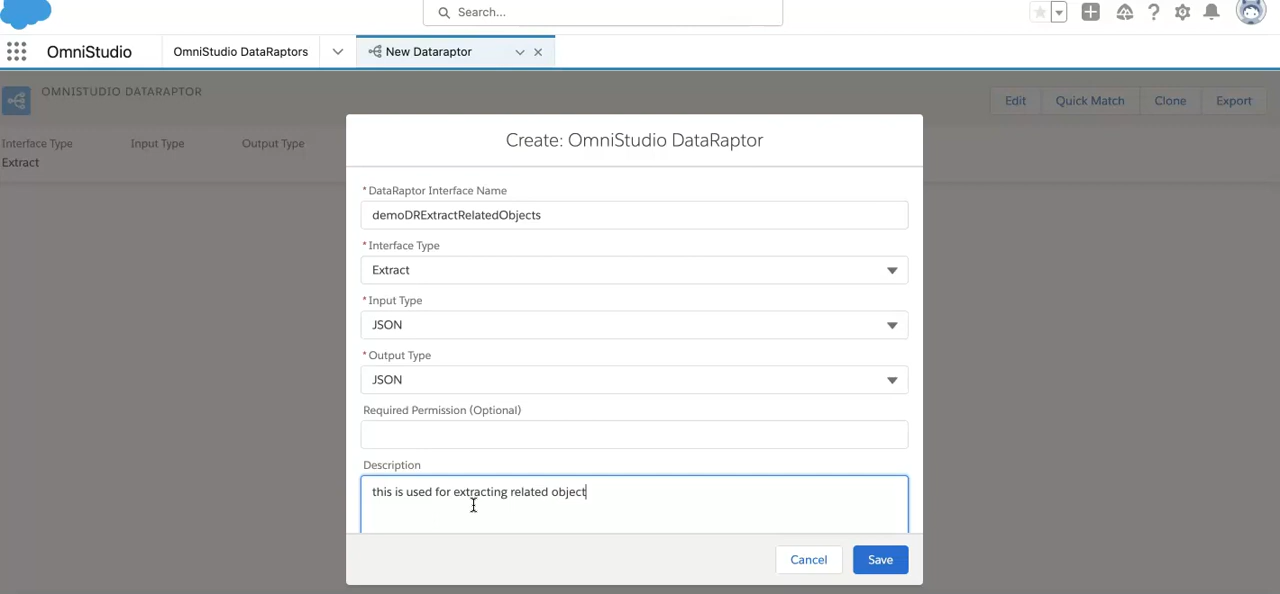 Search...
OmniStudio
OmniStudio DataRaptors
New Dataraptor
OMNISTUDIO DATARAPTOR
Edit
Quick Match
Clone
Export
Interface Type
Input Type
Output Type
Extract
Create: OmniStudio DataRaptor
*DataRaptor Interface Name
demoDRExtractRelatedObjects
*Interface Type
Extract
*Input Type
JSON
*Output Type
JSON
Required Permission (Optional)
Description
this is used for extracting related object
Cancel
Save